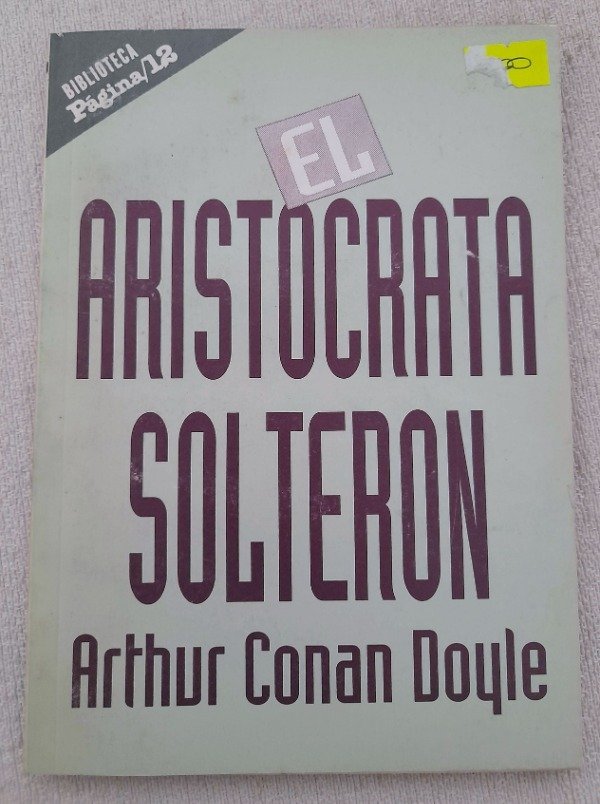 BIBLIOTECA
Página/12
EL
ARISTOCRATA
SOLTERON
Arthur Conan Doyle